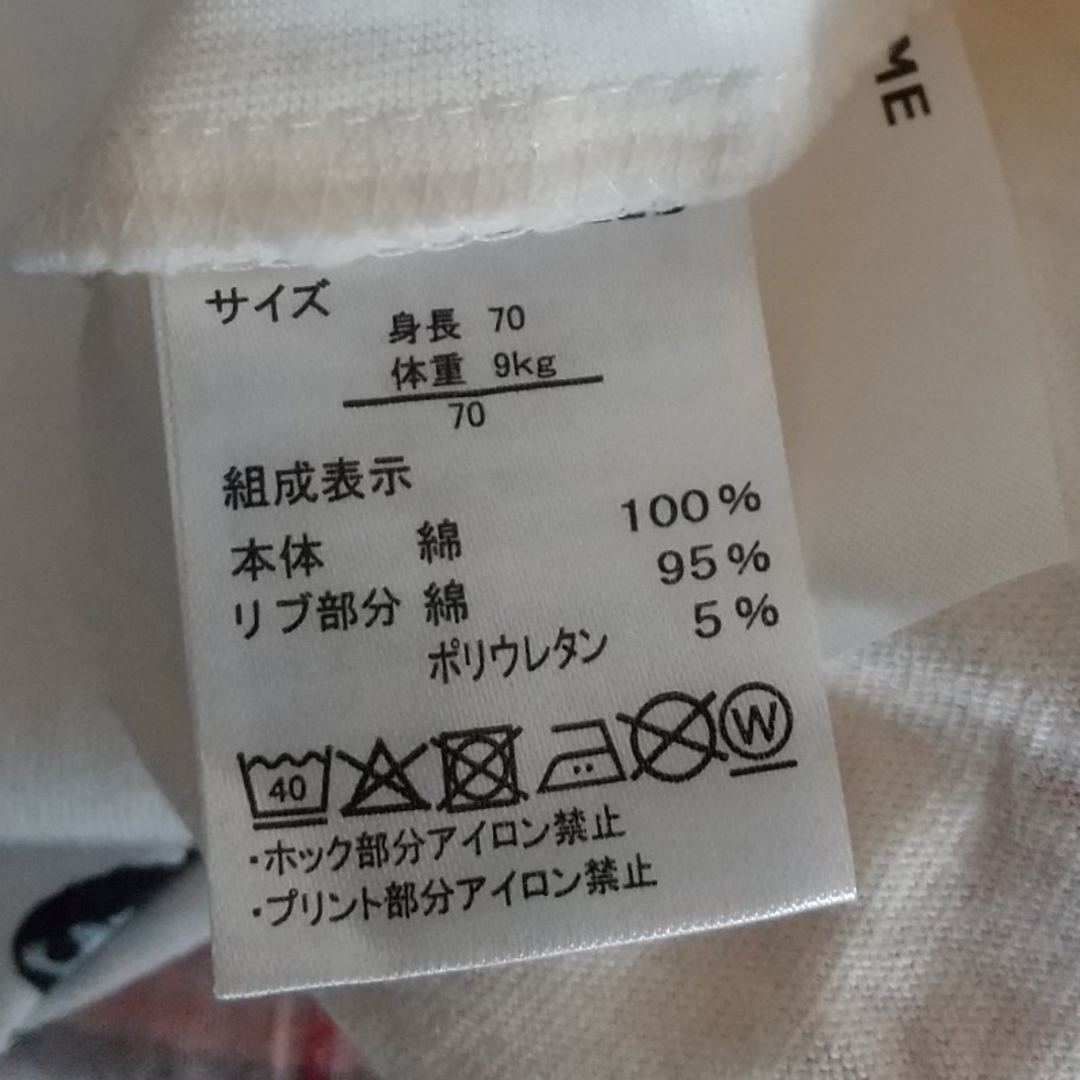 ME
サイズ
身長 70
体重 9kg
70
組成表示
本体 綿 100%
リブ部分 綿 95%
ポリウレタン 5%
40 W
・ホック部分アイロン禁止
・プリント部分アイロン禁止